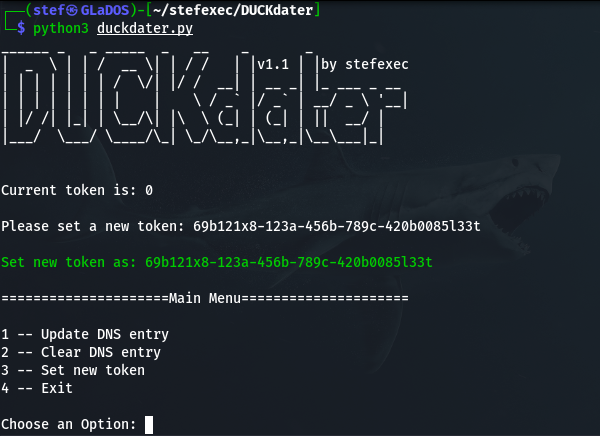 ┌──(stef㉿GLaDOS)-[~/stefexec/DUCKdater]
└─$ python3 duckdater.py
DUCKdater v1.1 by stefexec
Current token is: 0
Please set a new token: 69b121x8-123a-456b-789c-420b0085l33t
Set new token as: 69b121x8-123a-456b-789c-420b0085l33t
=====================Main Menu=====================
1 -- Update DNS entry
2 -- Clear DNS entry
3 -- Set new token
4 -- Exit
Choose an Option: